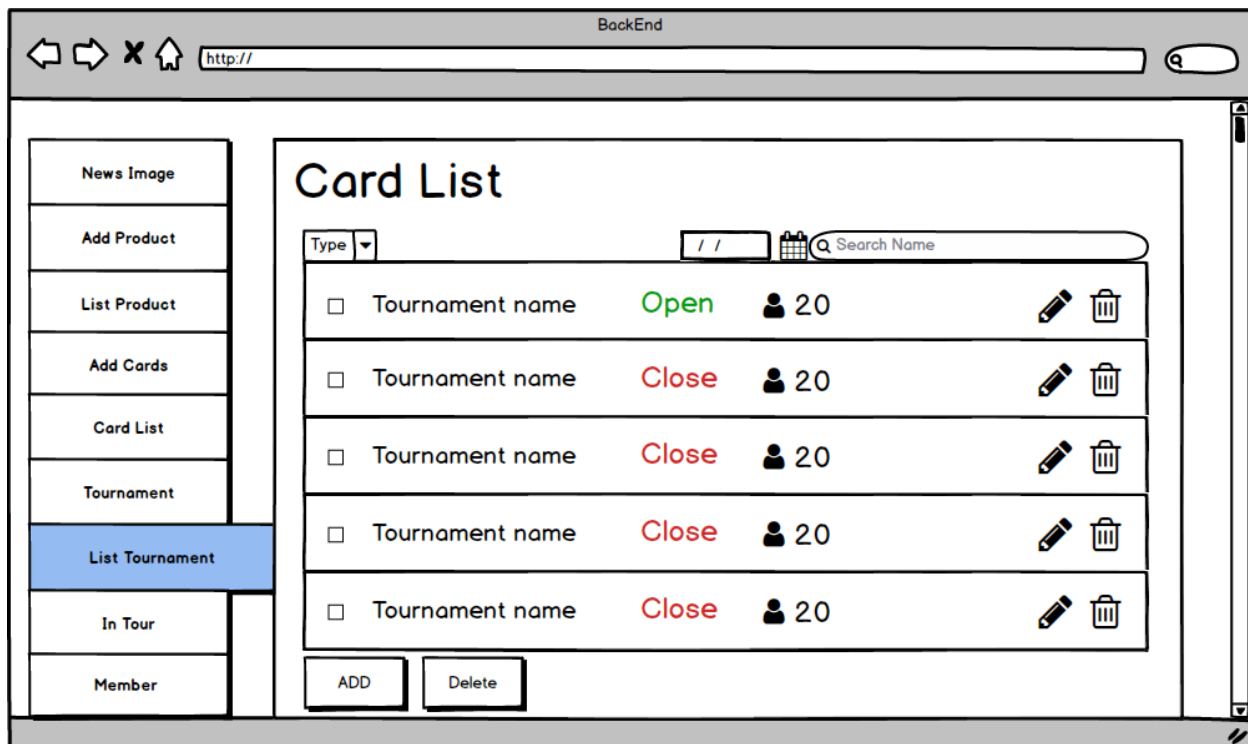 BackEnd
http://
News Image
Add Product
List Product
Add Cards
Card List
Tournament
List Tournament
In Tour
Member
Card List
Type / / Search Name
Tournament name Open 20
Tournament name Close 20
Tournament name Close 20
Tournament name Close 20
Tournament name Close 20
ADD Delete